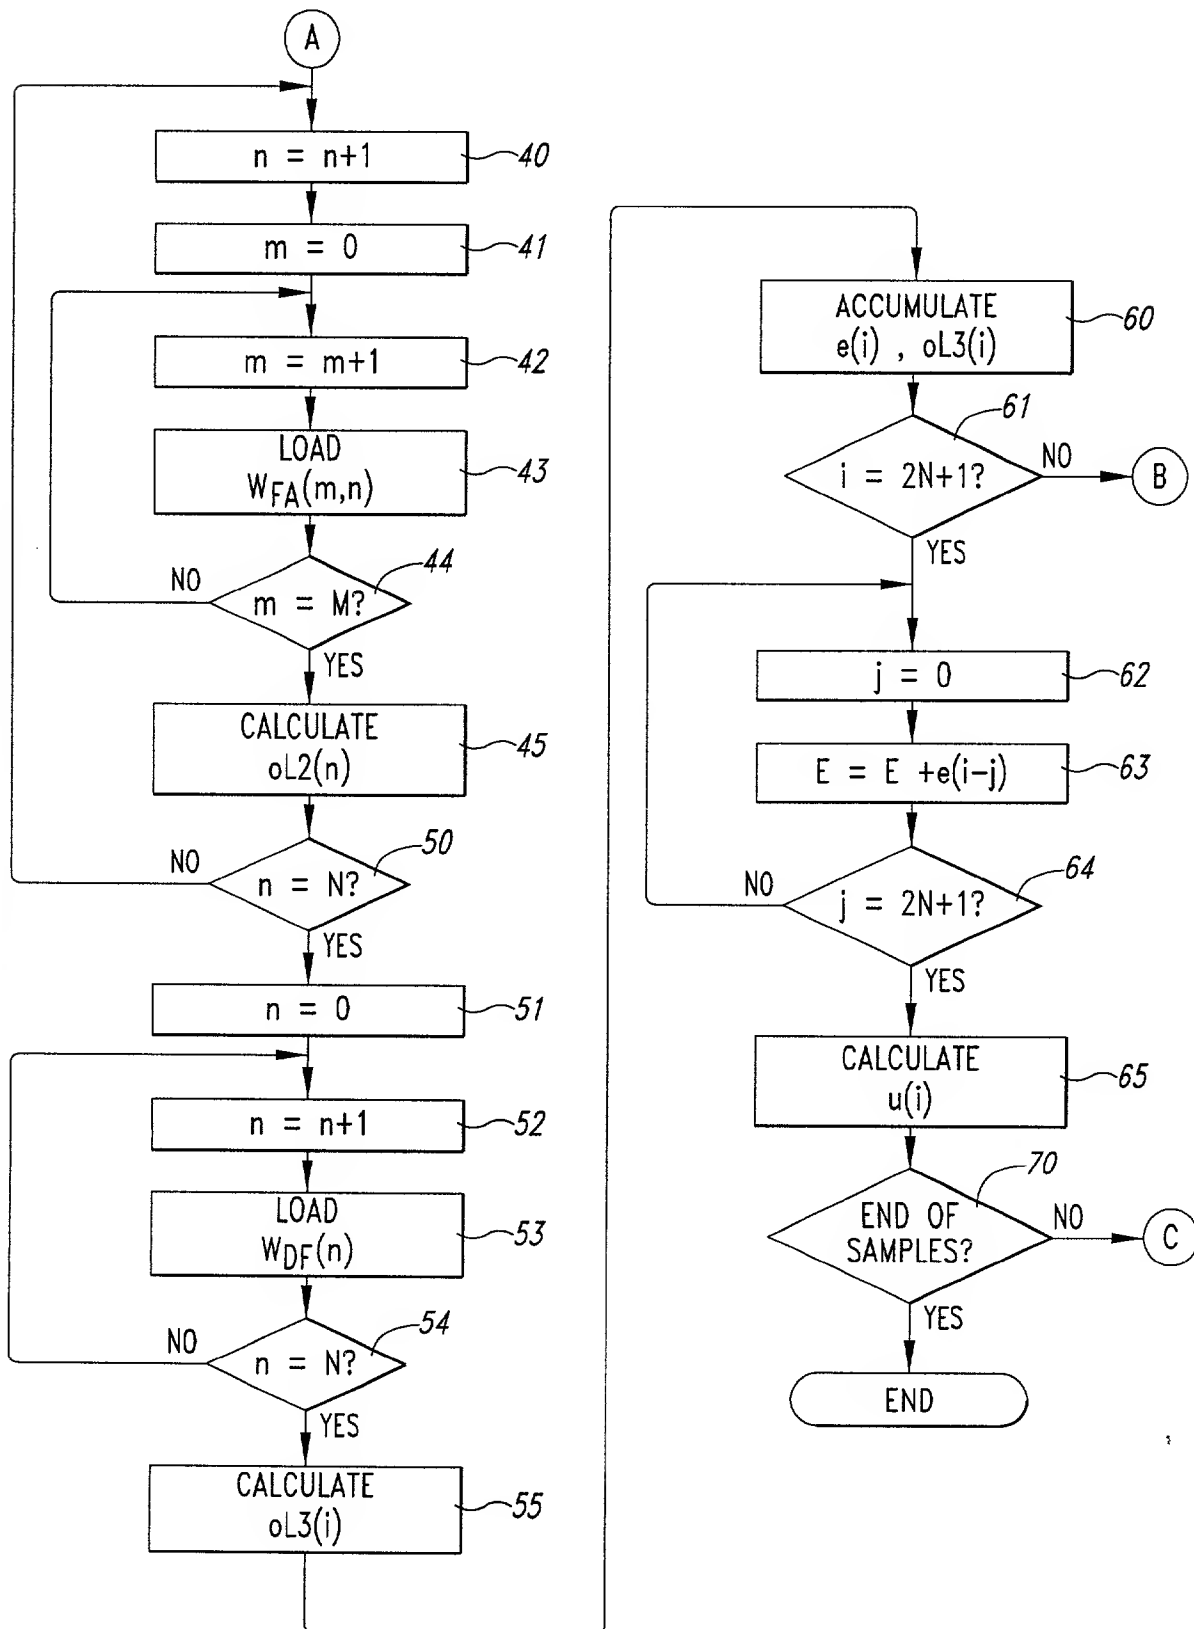 A
n = n+1
40
m = 0
41
m = m+1
42
LOAD
WFA(m,n)
43
m = M?
44
NO
YES
CALCULATE
oL2(n)
45
n = N?
50
NO
YES
n = 0
51
n = n+1
52
LOAD
WDF(n)
53
n = N?
54
NO
YES
CALCULATE
oL3(i)
55
ACCUMULATE
e(i) , oL3(i)
60
i = 2N+1?
61
NO
B
YES
j = 0
62
E = E +e(i-j)
63
j = 2N+1?
64
NO
YES
CALCULATE
u(i)
65
END OF
SAMPLES?
70
NO
C
YES
END